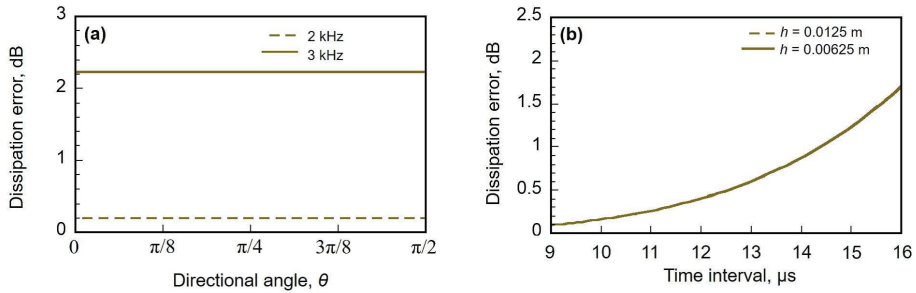 (a)
2 kHz
3 kHz
3
2
1
0
Dissipation error, dB
0
π/8
π/4
3π/8
π/2
Directional angle, θ
(b)
h = 0.0125 m
h = 0.00625 m
2.5
2
1.5
1
0.5
0
Dissipation error, dB
9
10
11
12
13
14
15
16
Time interval, μs